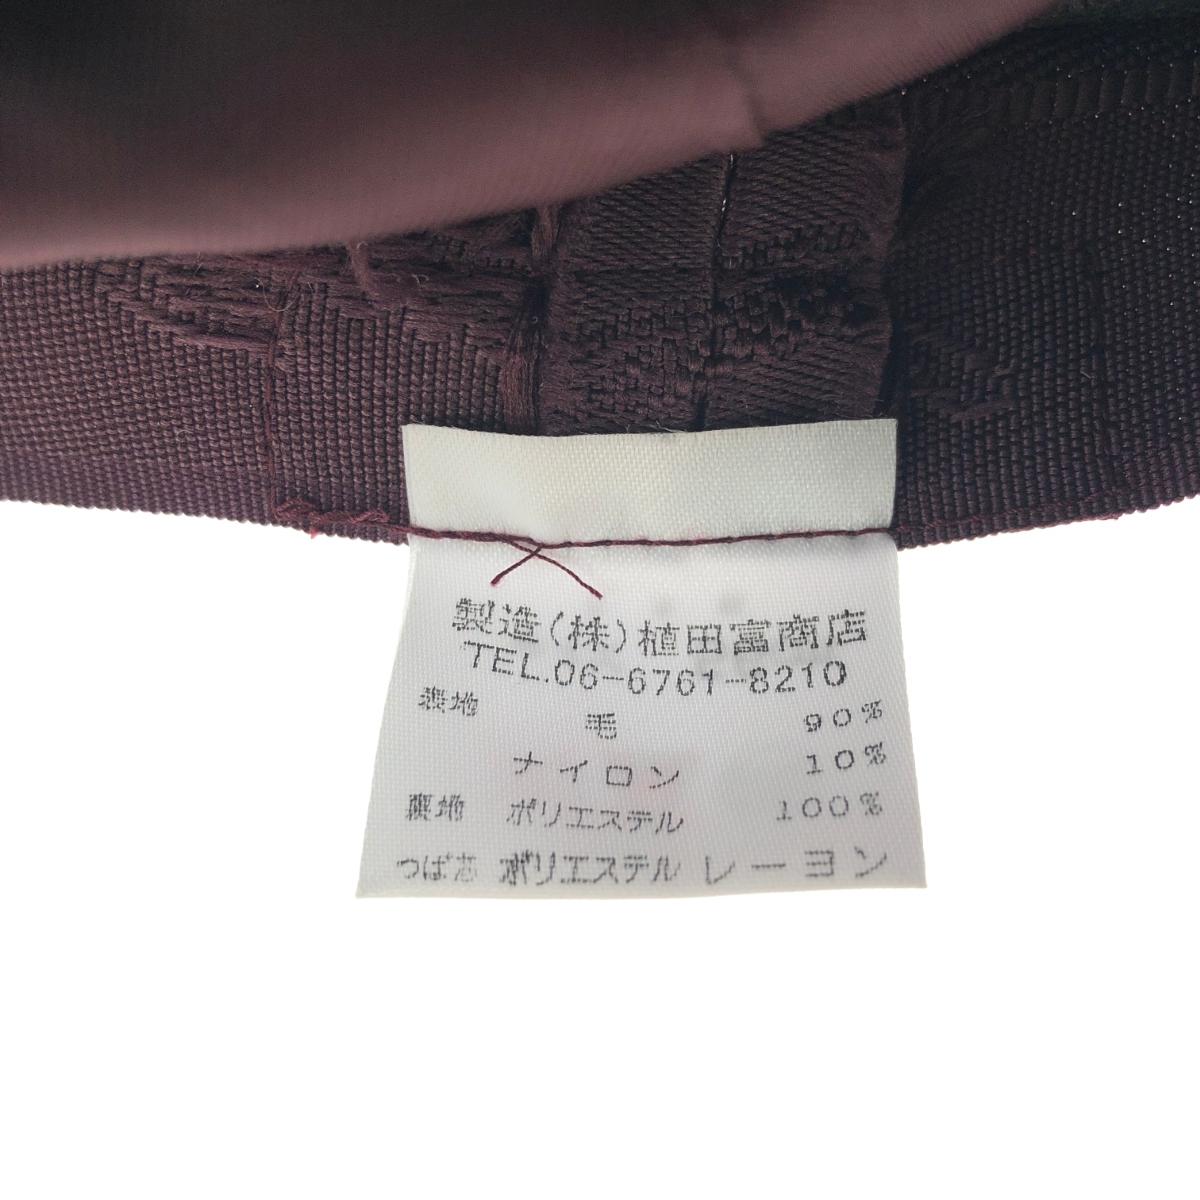 製造(株)植田富商店
TEL.06-6761-8210
表地 毛 90%
ナイロン 10%
裏地 ポリエステル 100%
つば芯 ポリエステル レーヨン